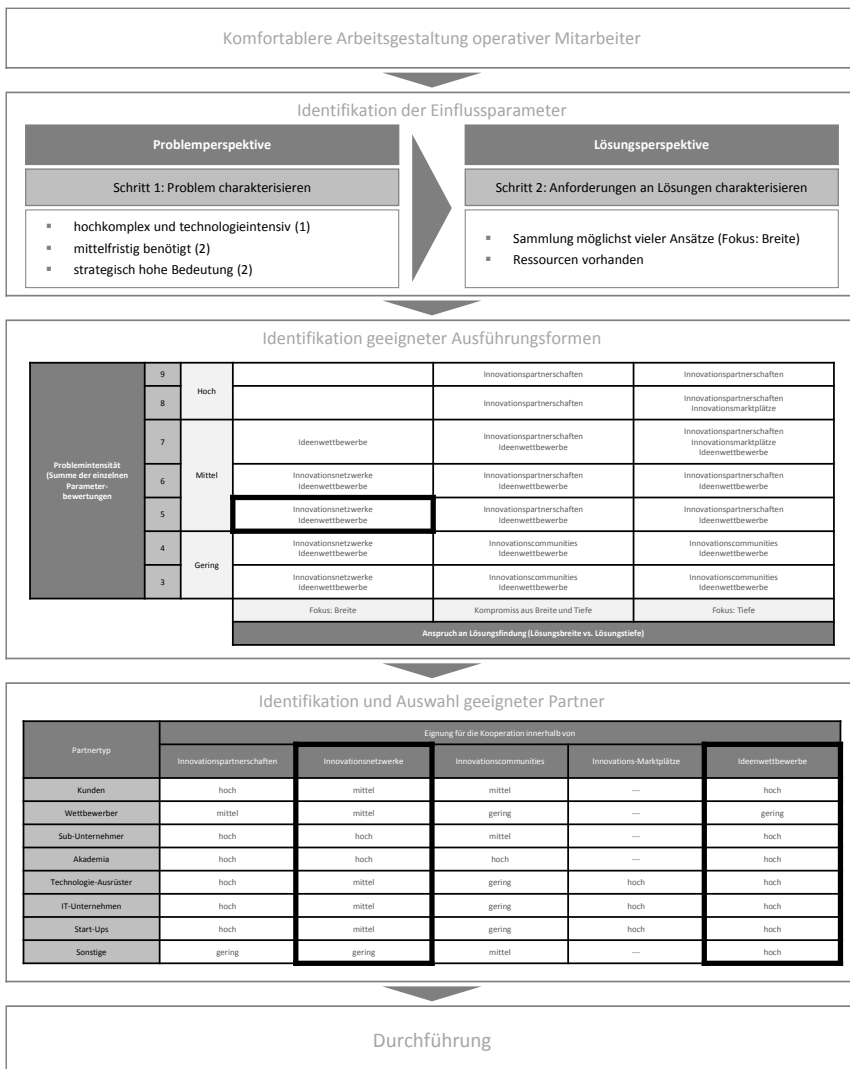 Komfortablere Arbeitsgestaltung operativer Mitarbeiter
Identifikation der Einflussparameter
Problemperspektive
Schritt 1: Problem charakterisieren
▪ hochkomplex und technologieintensiv (1)
▪ mittelfristig benötigt (2)
▪ strategisch hohe Bedeutung (2)
Lösungsperspektive
Schritt 2: Anforderungen an Lösungen charakterisieren
▪ Sammlung möglichst vieler Ansätze (Fokus: Breite)
▪ Ressourcen vorhanden
Identifikation geeigneter Ausführungsformen
Problemintensität
(Summe der einzelnen
Parameter-
bewertungen
Hoch
9
Innovationspartnerschaften
Innovationspartnerschaften
8
Innovationspartnerschaften
Innovationspartnerschaften
Innovationsmarktplätze
Mittel
7
Ideenwettbewerbe
Innovationspartnerschaften
Ideenwettbewerbe
Innovationspartnerschaften
Innovationsmarktplätze
Ideenwettbewerbe
6
Innovationsnetzwerke
Ideenwettbewerbe
Innovationspartnerschaften
Ideenwettbewerbe
Innovationspartnerschaften
Ideenwettbewerbe
5
Innovationsnetzwerke
Ideenwettbewerbe
Innovationspartnerschaften
Ideenwettbewerbe
Innovationspartnerschaften
Ideenwettbewerbe
Gering
4
Innovationsnetzwerke
Ideenwettbewerbe
Innovationscommunities
Ideenwettbewerbe
Innovationscommunities
Ideenwettbewerbe
3
Innovationsnetzwerke
Ideenwettbewerbe
Innovationscommunities
Ideenwettbewerbe
Innovationscommunities
Ideenwettbewerbe
Fokus: Breite Kompromiss aus Breite und Tiefe Fokus: Tiefe
Anspruch an Lösungsfindung (Lösungsbreite vs. Lösungstiefe)
Identifikation und Auswahl geeigneter Partner
Partnertyp
Eignung für die Kooperation innerhalb von
Innovationspartnerschaften Innovationsnetzwerke Innovationscommunities Innovations-Marktplätze Ideenwettbewerbe
Kunden hoch mittel mittel --- hoch
Wettbewerber mittel mittel gering --- gering
Sub-Unternehmer hoch hoch mittel --- hoch
Akademia hoch hoch hoch --- hoch
Technologie-Ausrüster hoch mittel gering hoch hoch
IT-Unternehmen hoch mittel gering hoch hoch
Start-Ups hoch mittel gering hoch hoch
Sonstige gering gering mittel --- hoch
Durchführung